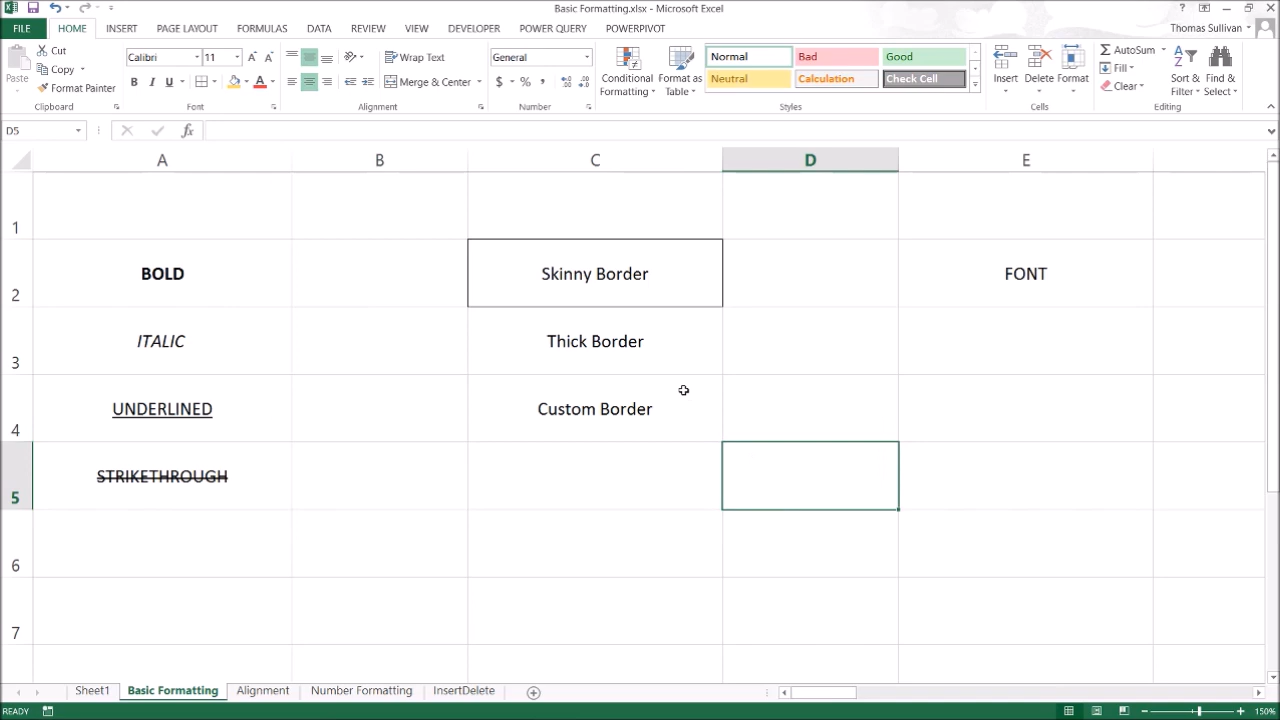 Basic Formatting.xlsx - Microsoft Excel
FILE HOME INSERT PAGE LAYOUT FORMULAS DATA REVIEW VIEW DEVELOPER POWER QUERY POWERPIVOT Thomas Sullivan
Paste Cut Copy Format Painter Clipboard
Calibri 11 B I U A Font
Wrap Text Merge & Center Alignment
General $ % , Number
Conditional Formatting Format as Table
Normal Bad Good
Neutral Calculation Check Cell
Styles
Insert Delete Format Cells
AutoSum Fill Clear Sort & Filter Find & Select Editing
D5 fx
A B C D E
1
2 BOLD Skinny Border FONT
3 ITALIC Thick Border
4 UNDERLINED Custom Border
5 STRIKETHROUGH
6
7
Sheet1 Basic Formatting Alignment Number Formatting InsertDelete
READY 150%